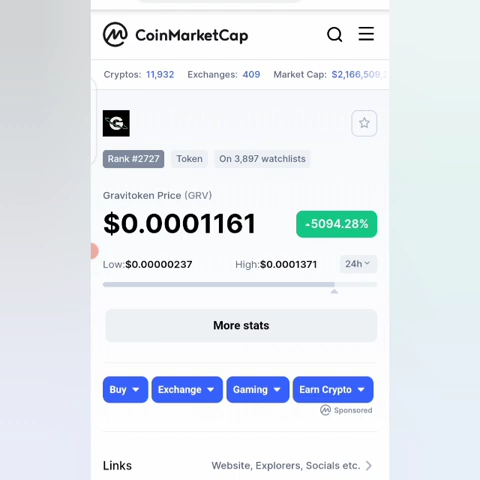 CoinMarketCap
Cryptos: 11,932 Exchanges: 409 Market Cap: $2,166,509,2
G
Rank #2727 Token On 3,897 watchlists
Gravitoken Price (GRV)
$0.0001161 5094.28%
Low:$0.00000237 High:$0.0001371 24h
More stats
Buy Exchange Gaming Earn Crypto
Sponsored
Links Website, Explorers, Socials etc.